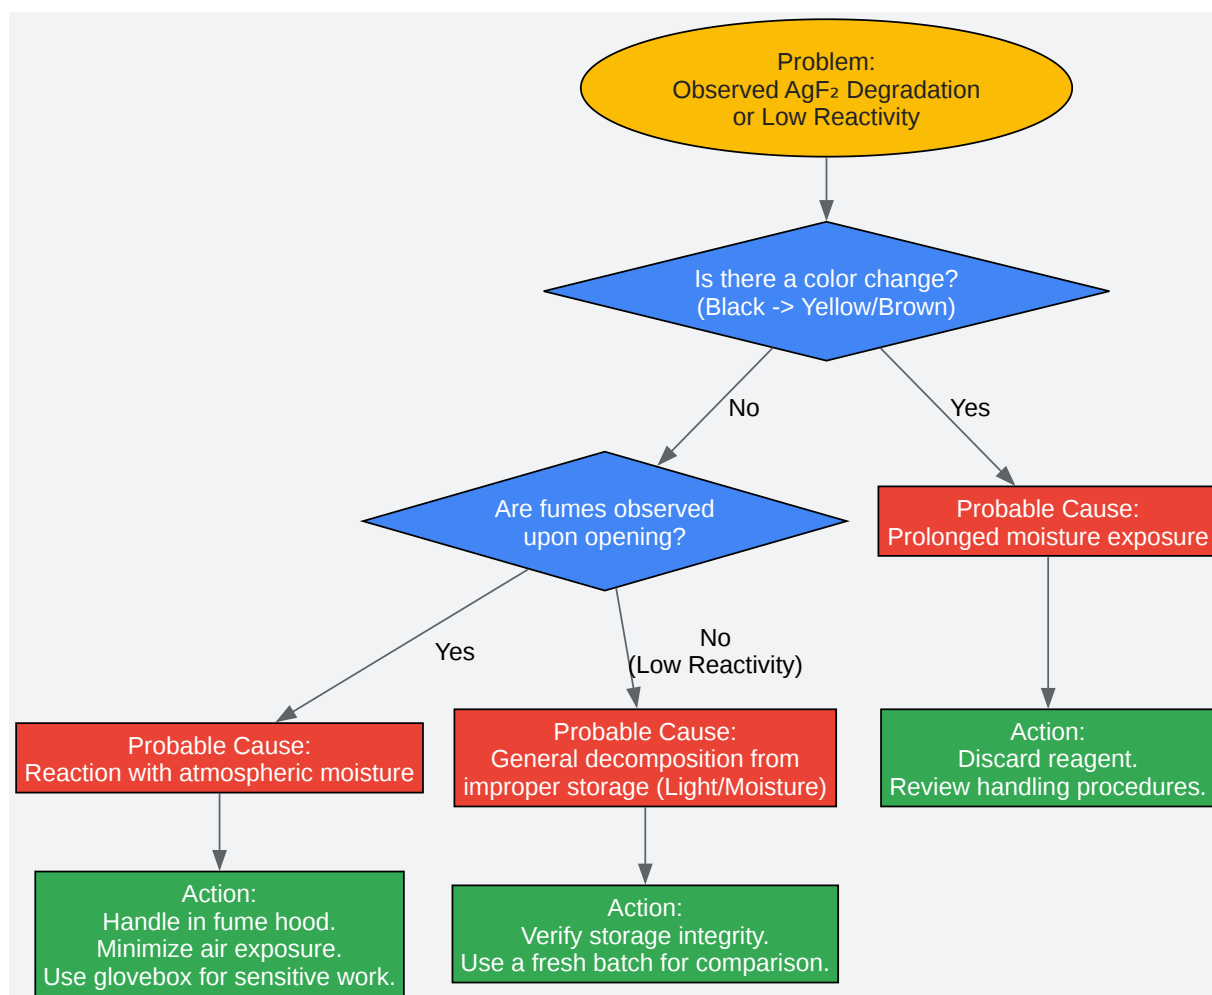 Problem:
Observed AgF₂ Degradation
or Low Reactivity
Is there a color change?
(Black -> Yellow/Brown)
No
Yes
Are fumes observed
upon opening?
Probable Cause:
Prolonged moisture exposure
Yes
No
(Low Reactivity)
Probable Cause:
Reaction with atmospheric moisture
Probable Cause:
General decomposition from
improper storage (Light/Moisture)
Action:
Discard reagent.
Review handling procedures.
Action:
Handle in fume hood.
Minimize air exposure.
Use glovebox for sensitive work.
Action:
Verify storage integrity.
Use a fresh batch for comparison.